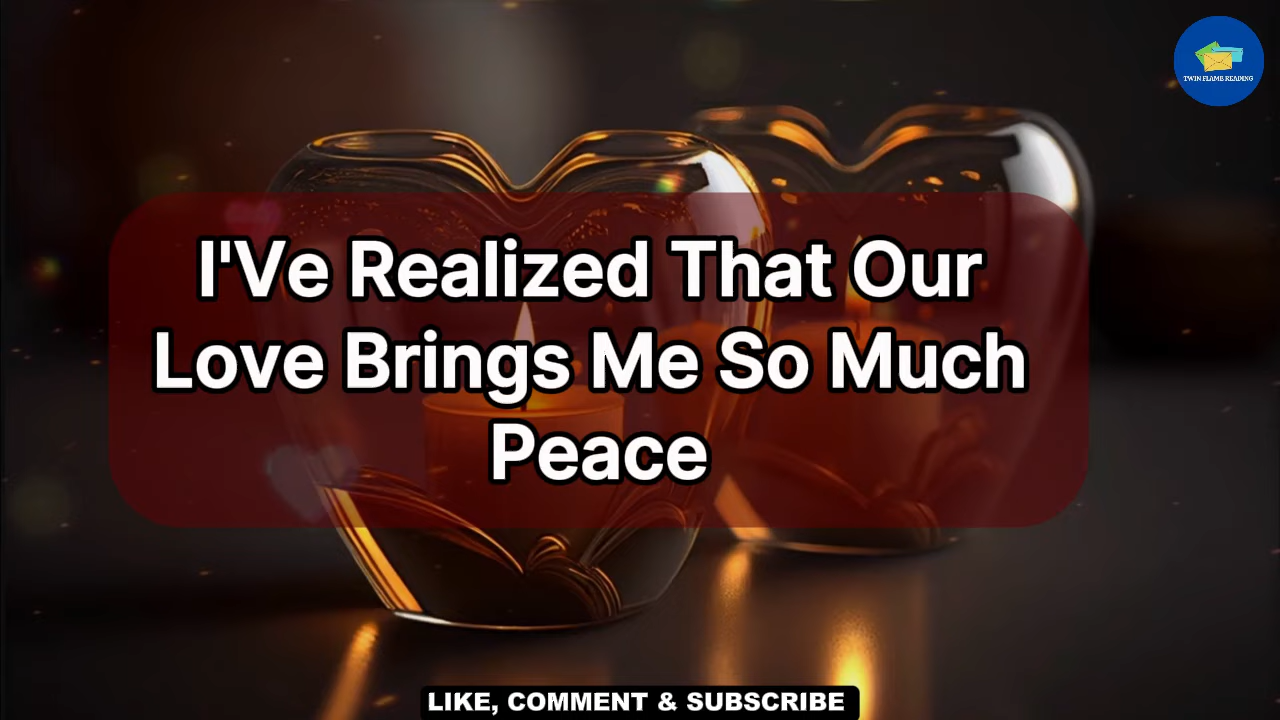 TWIN FLAME READING
I'Ve Realized That Our
Love Brings Me So Much
Peace
LIKE, COMMENT & SUBSCRIBE